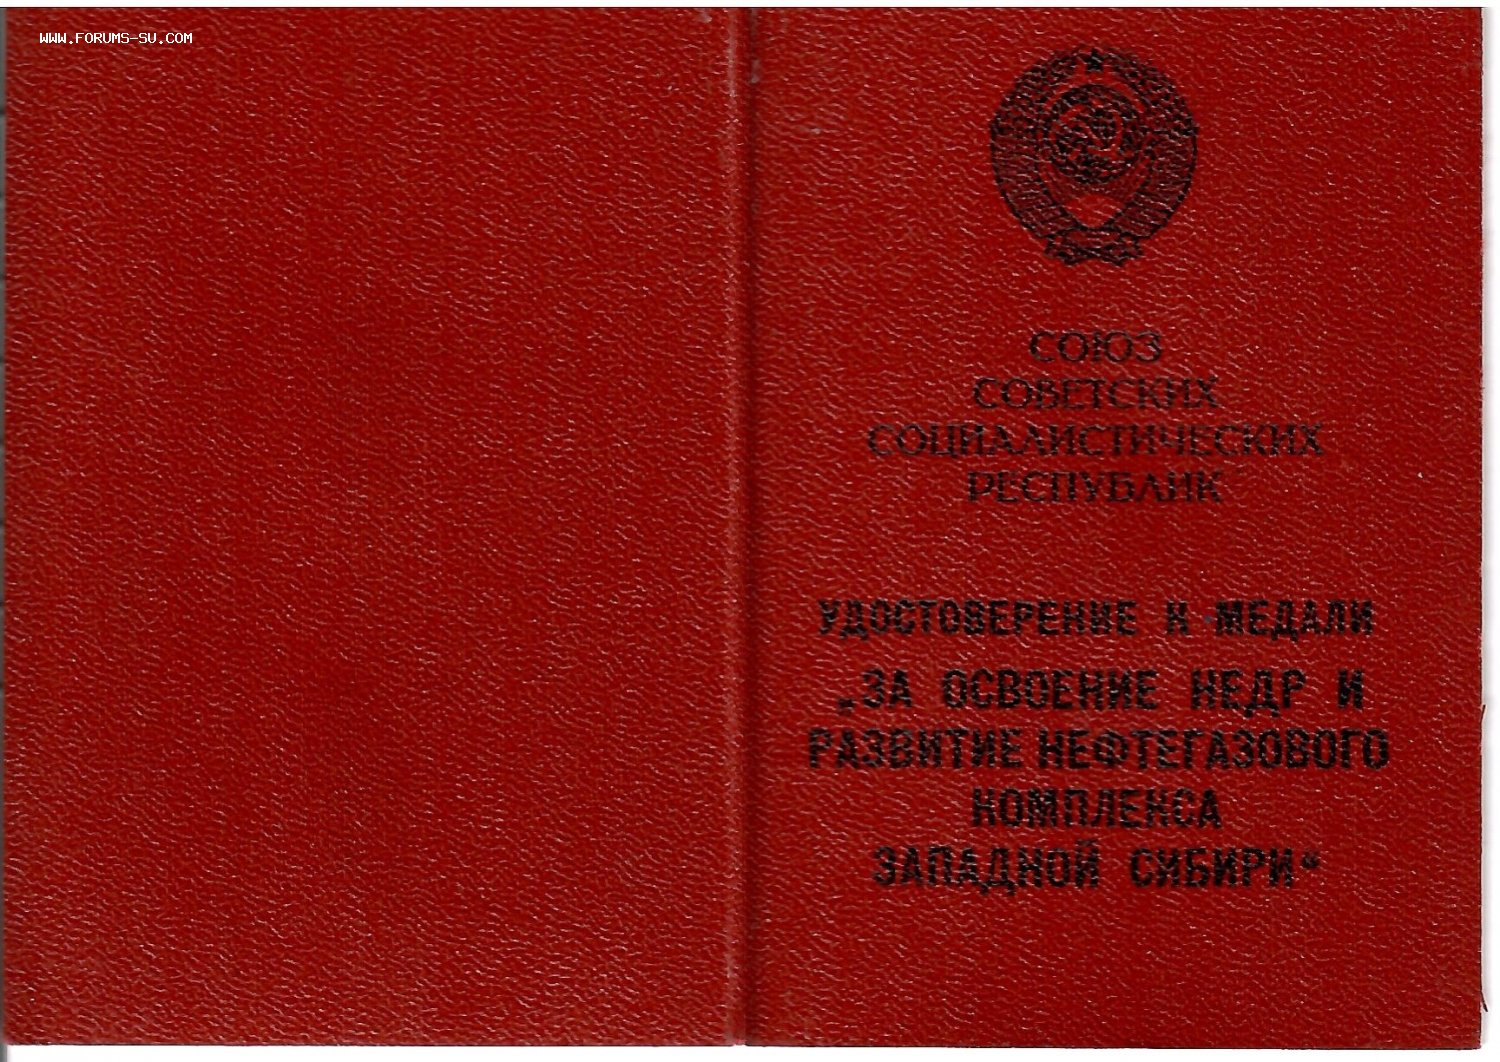 WWW.FORUMS-SU.COM
СОЮЗ
СОВЕТСКИХ
СОЦИАЛИСТИЧЕСКИХ
РЕСПУБЛИК
УДОСТОВЕРЕНИЕ К МЕДАЛИ
„ЗА ОСВОЕНИЕ НЕДР И
РАЗВИТИЕ НЕФТЕГАЗОВОГО
КОМПЛЕКСА
ЗАПАДНОЙ СИБИРИ“